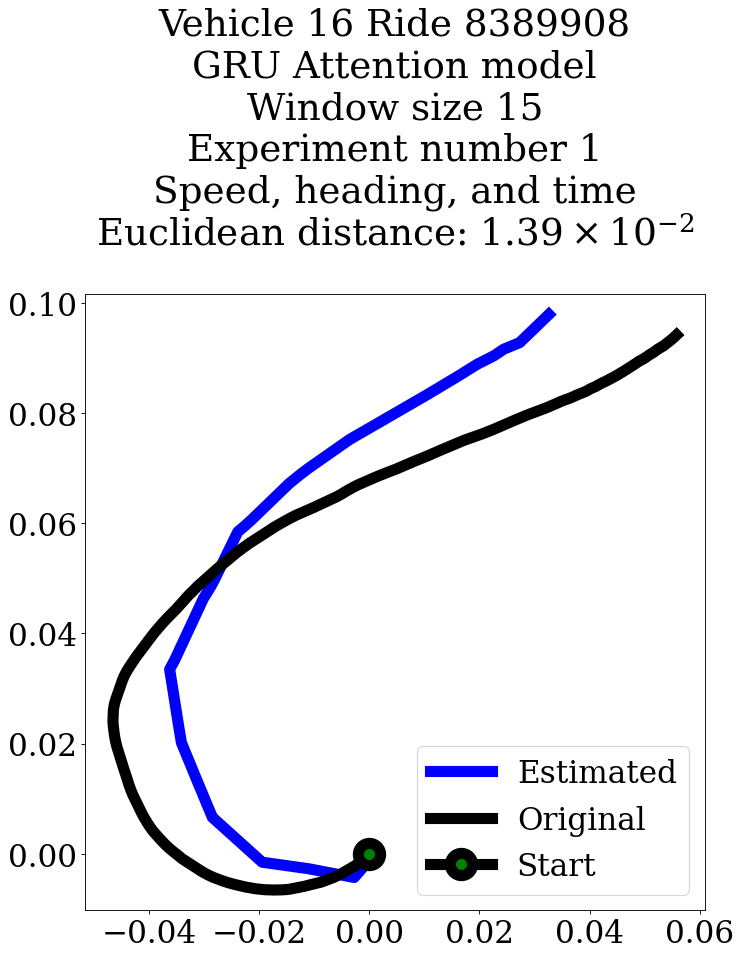 Vehicle 16 Ride 8389908
GRU Attention model
Window size 15
Experiment number 1
Speed, heading, and time
Euclidean distance: 1.39 × 10⁻²
0.10
0.08
0.06
0.04
0.02
0.00
Estimated
Original
Start
−0.04 −0.02 0.00 0.02 0.04 0.06